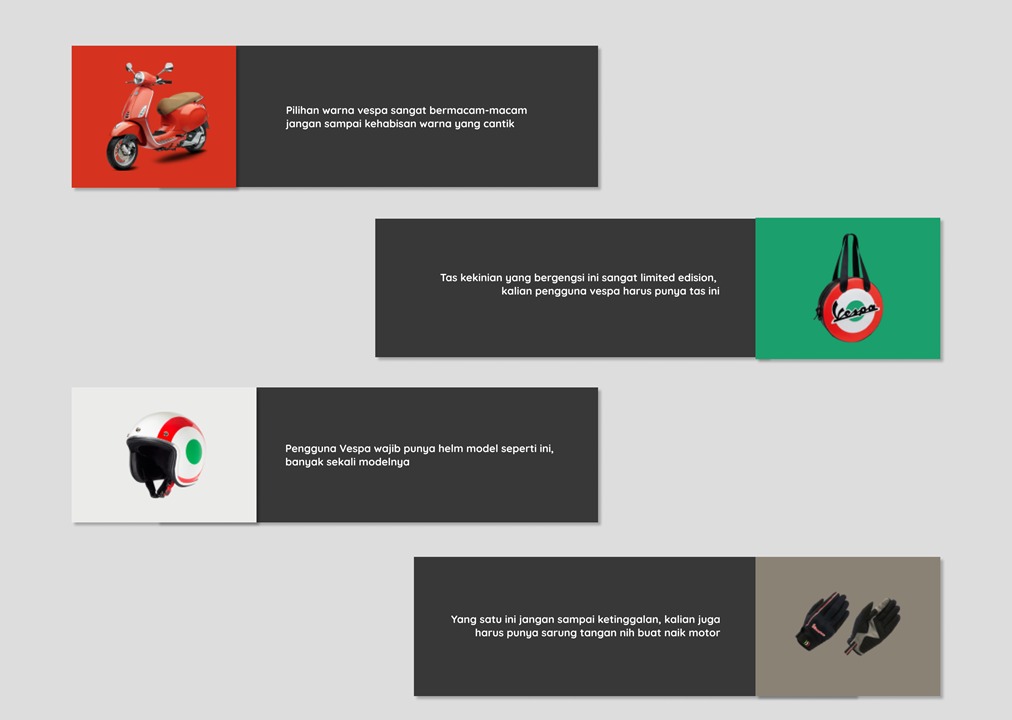 Pilihan warna vespa sangat bermacam-macam
jangan sampai kehabisan warna yang cantik
Tas kekinian yang bergengsi ini sangat limited edision,
kalian pengguna vespa harus punya tas ini
Vespa
Pengguna Vespa wajib punya helm model seperti ini,
banyak sekali modelnya
Yang satu ini jangan sampai ketinggalan, kalian juga
harus punya sarung tangan nih buat naik motor